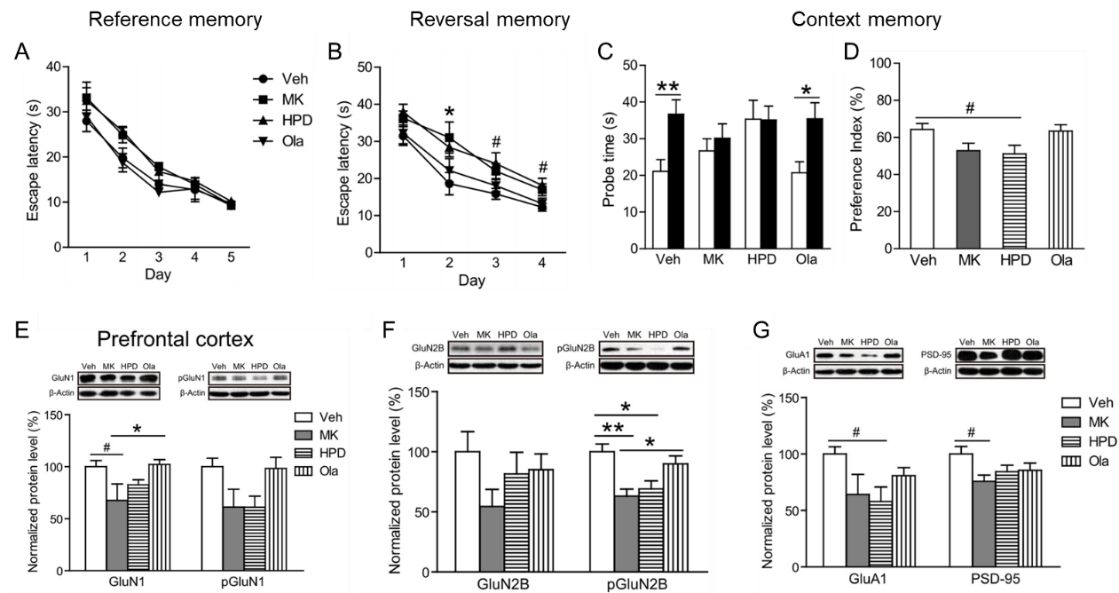 Reference memory
Reversal memory
Context memory
A
Escape latency (s)
40
30
20
10
0
1 2 3 4 5
Day
Veh
MK
HPD
Ola
B
Escape latency (s)
50
40
30
20
10
0
*
#
#
1 2 3 4
Day
C
Probe time (s)
50
40
30
20
10
0
**
*
Veh MK HPD Ola
D
Preference Index (%)
100
80
60
40
20
0
#
Veh MK HPD Ola
E
Prefrontal cortex
Veh MK HPD Ola
GluN1
β-Actin
Veh MK HPD Ola
pGluN1
β-Actin
Normalized protein level (%)
150
100
50
0
#
*
Veh
MK
HPD
Ola
GluN1 pGluN1
F
Veh MK HPD Ola
GluN2B
β-Actin
Veh MK HPD Ola
pGluN2B
β-Actin
Normalized protein level (%)
150
100
50
0
*
**
*
GluN2B pGluN2B
G
Veh MK HPD Ola
GluA1
β-Actin
Veh MK HPD Ola
PSD-95
β-Actin
Normalized protein level (%)
150
100
50
0
#
#
Veh
MK
HPD
Ola
GluA1 PSD-95